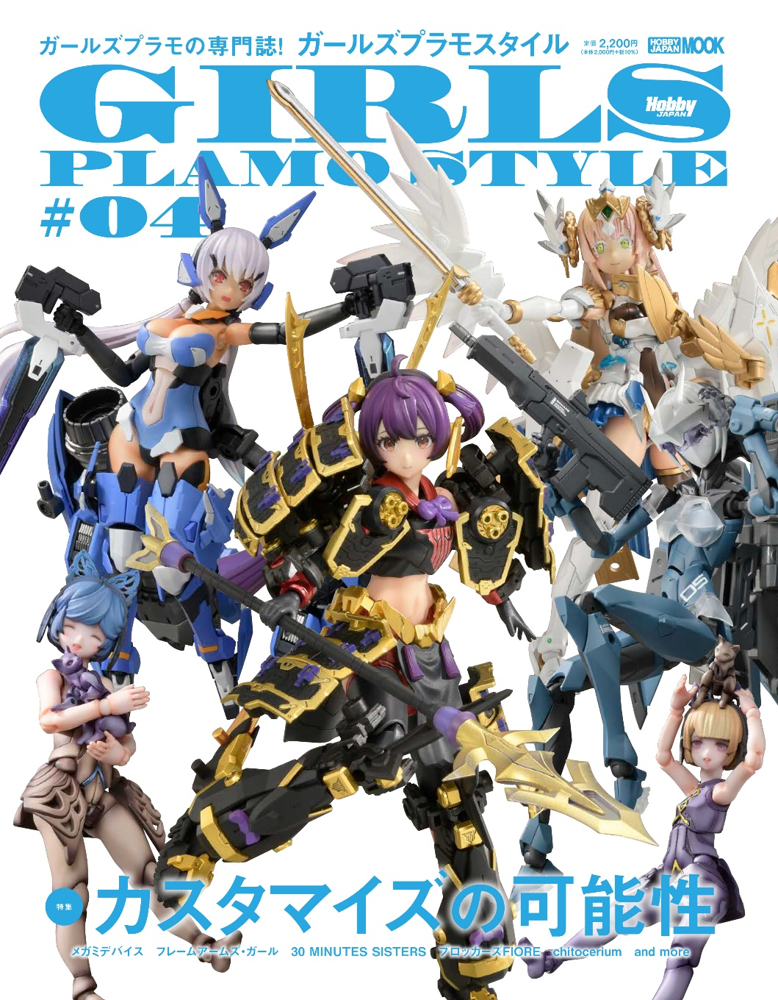 ガールズプラモの専門誌! ガールズプラモスタイル 定価 2,200円 (本体2,000円+税10%) HOBBY JAPAN MOOK
GIRLS
Hobby JAPAN
PLAMO STYLE
#04
05
特集 カスタマイズの可能性
メガミデバイス フレームアームズ・ガール 30 MINUTES SISTERS ブロッカーズFIORE chitocerium and more